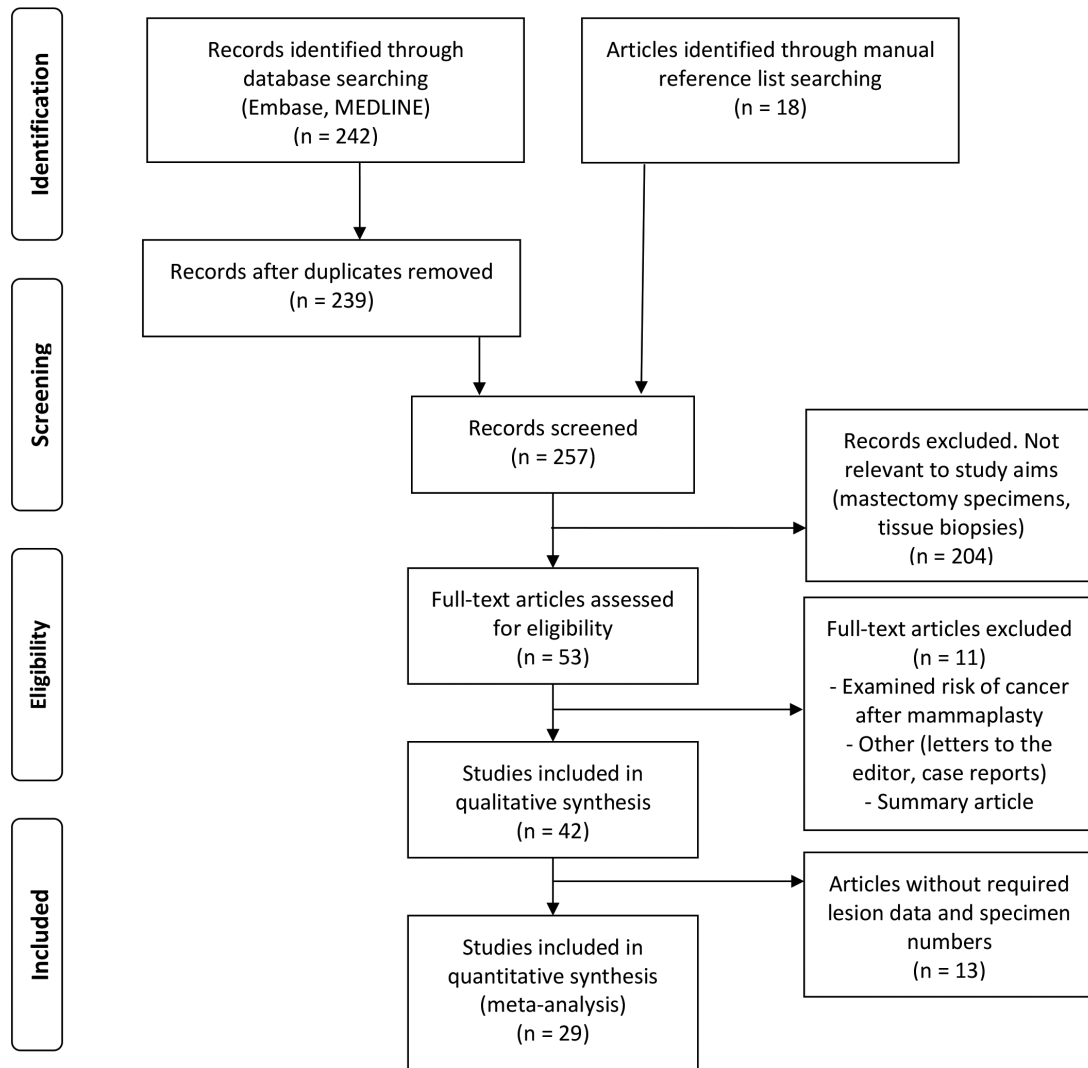 Identification
Records identified through
database searching
(Embase, MEDLINE)
(n = 242)
Articles identified through manual
reference list searching
(n = 18)
Records after duplicates removed
(n = 239)
Screening
Records screened
(n = 257)
Records excluded. Not
relevant to study aims
(mastectomy specimens,
tissue biopsies)
(n = 204)
Eligibility
Full-text articles assessed
for eligibility
(n = 53)
Full-text articles excluded
(n = 11)
- Examined risk of cancer
after mammaplasty
- Other (letters to the
editor, case reports)
- Summary article
Studies included in
qualitative synthesis
(n = 42)
Included
Articles without required
lesion data and specimen
numbers
(n = 13)
Studies included in
quantitative synthesis
(meta-analysis)
(n = 29)